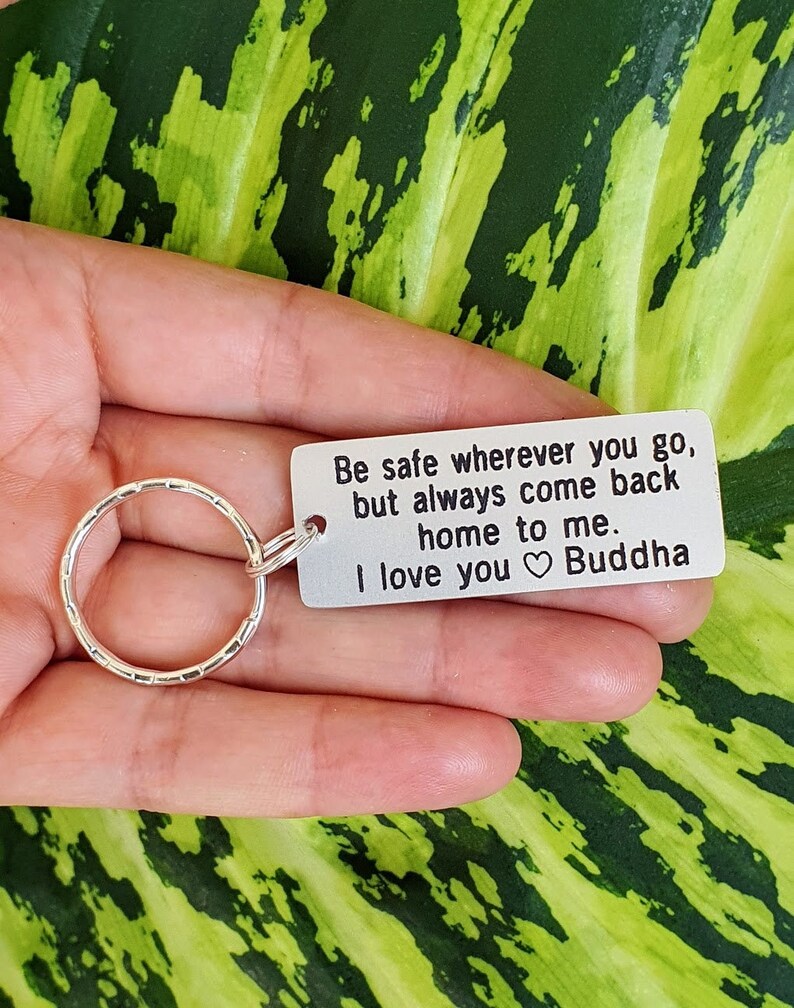 Be safe wherever you go,
but always come back
home to me.
I love you ♡ Buddha